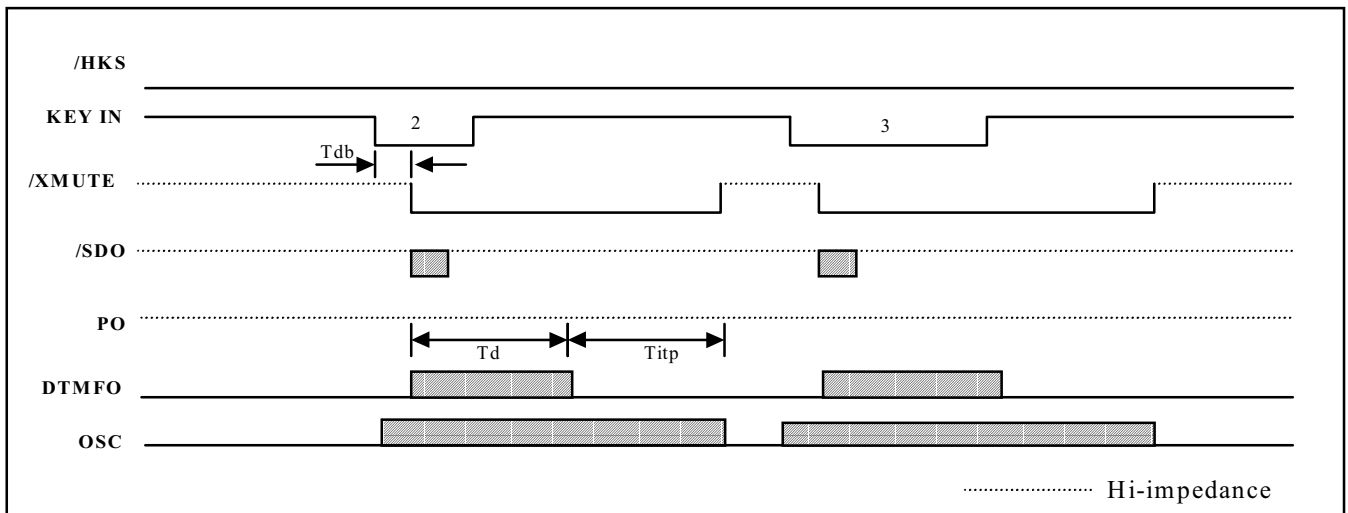 /HKS
KEY IN
2
3
Tdb
/XMUTE
/SDO
PO
Td
Titp
DTMFO
OSC
Hi-impedance